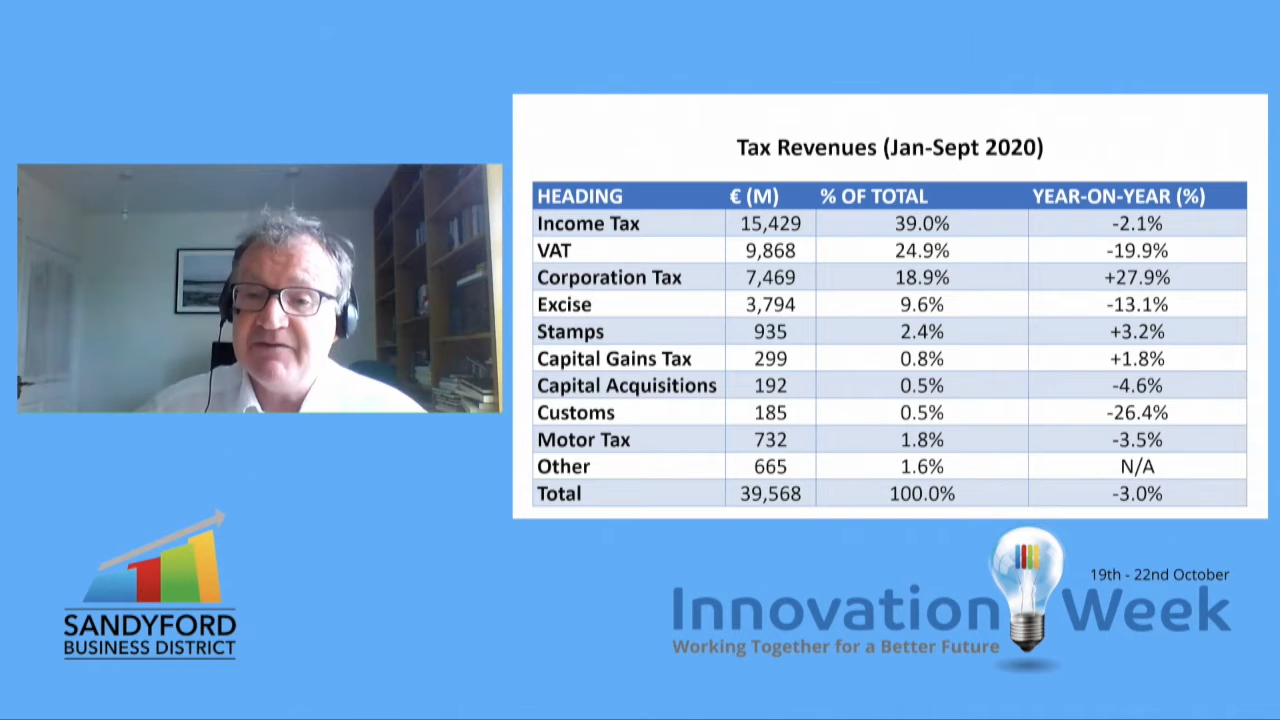 Tax Revenues (Jan-Sept 2020)
HEADING € (M) % OF TOTAL YEAR-ON-YEAR (%)
Income Tax 15,429 39.0% -2.1%
VAT 9,868 24.9% -19.9%
Corporation Tax 7,469 18.9% +27.9%
Excise 3,794 9.6% -13.1%
Stamps 935 2.4% +3.2%
Capital Gains Tax 299 0.8% +1.8%
Capital Acquisitions 192 0.5% -4.6%
Customs 185 0.5% -26.4%
Motor Tax 732 1.8% -3.5%
Other 665 1.6% N/A
Total 39,568 100.0% -3.0%
SANDYFORD
BUSINESS DISTRICT
19th - 22nd October
Innovation Week
Working Together for a Better Future